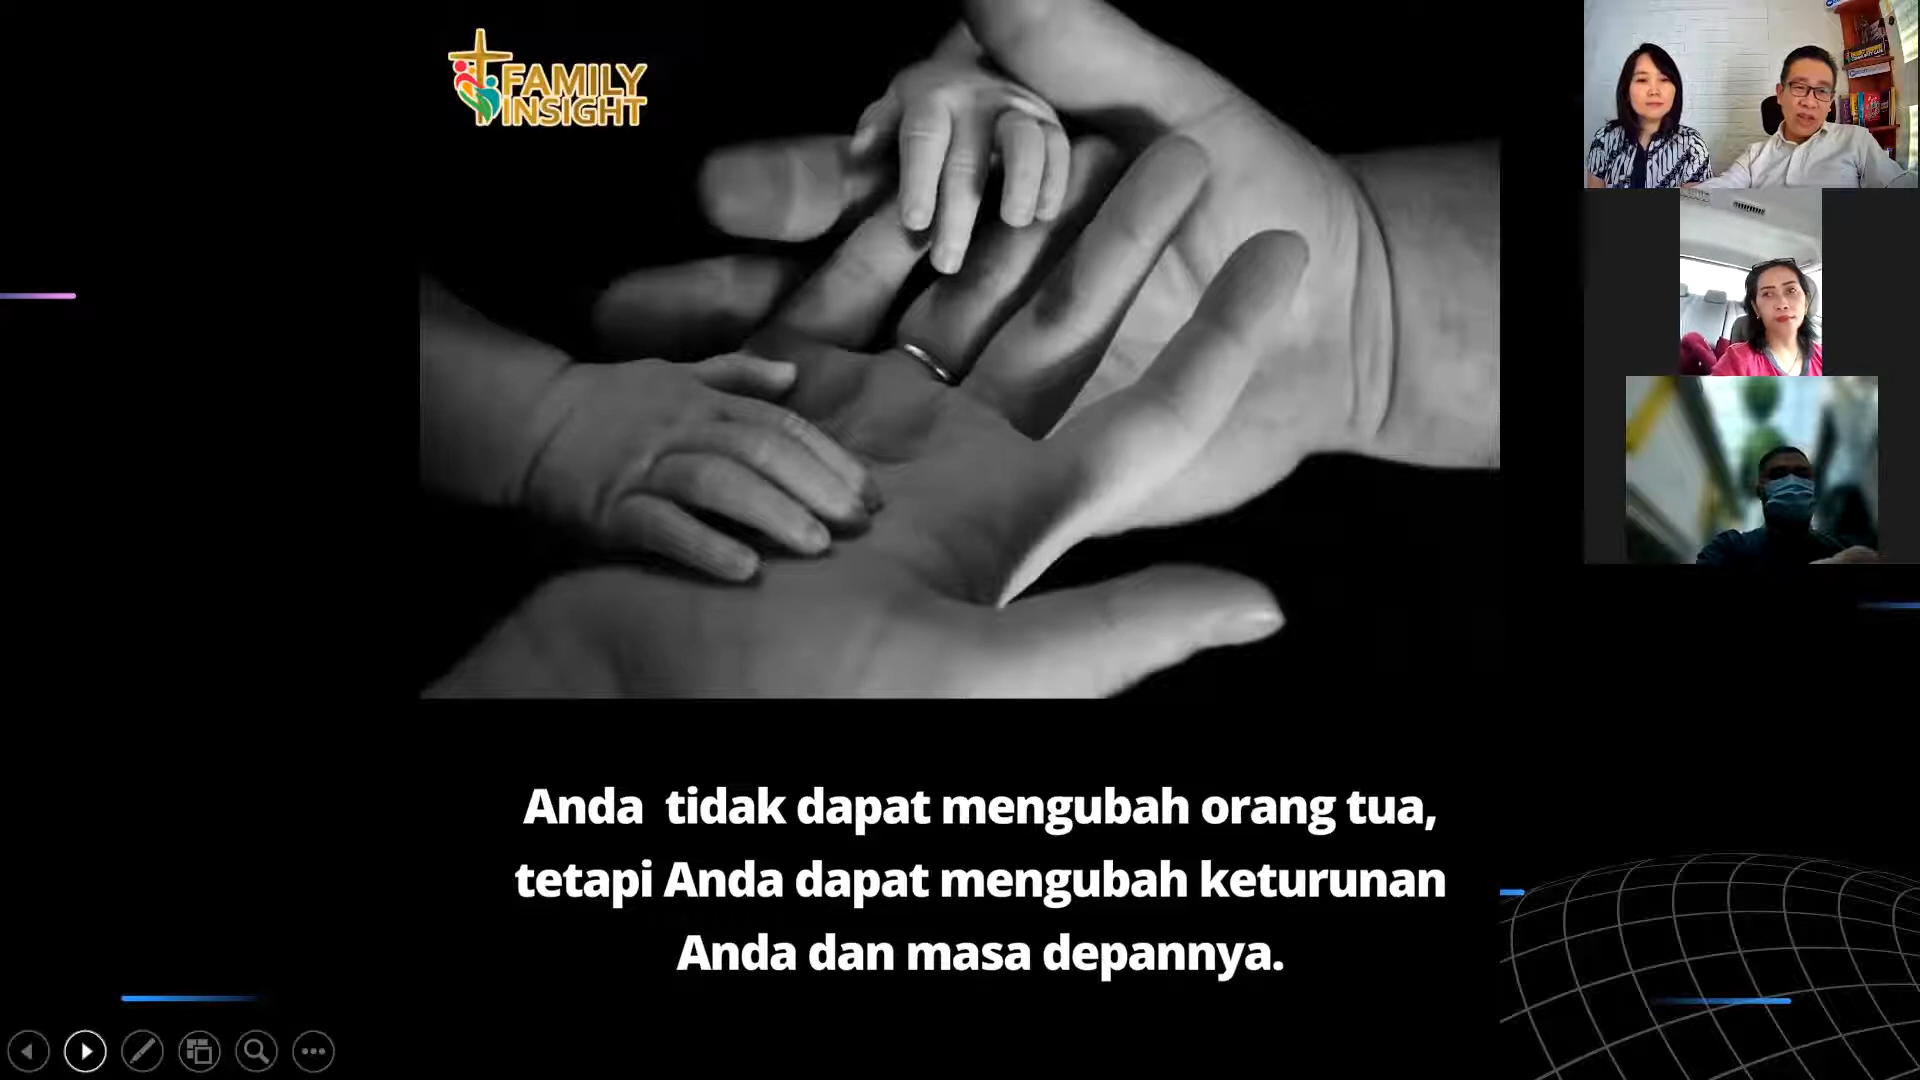 FAMILY
INSIGHT
Anda  tidak dapat mengubah orang tua,
tetapi Anda dapat mengubah keturunan
Anda dan masa depannya.